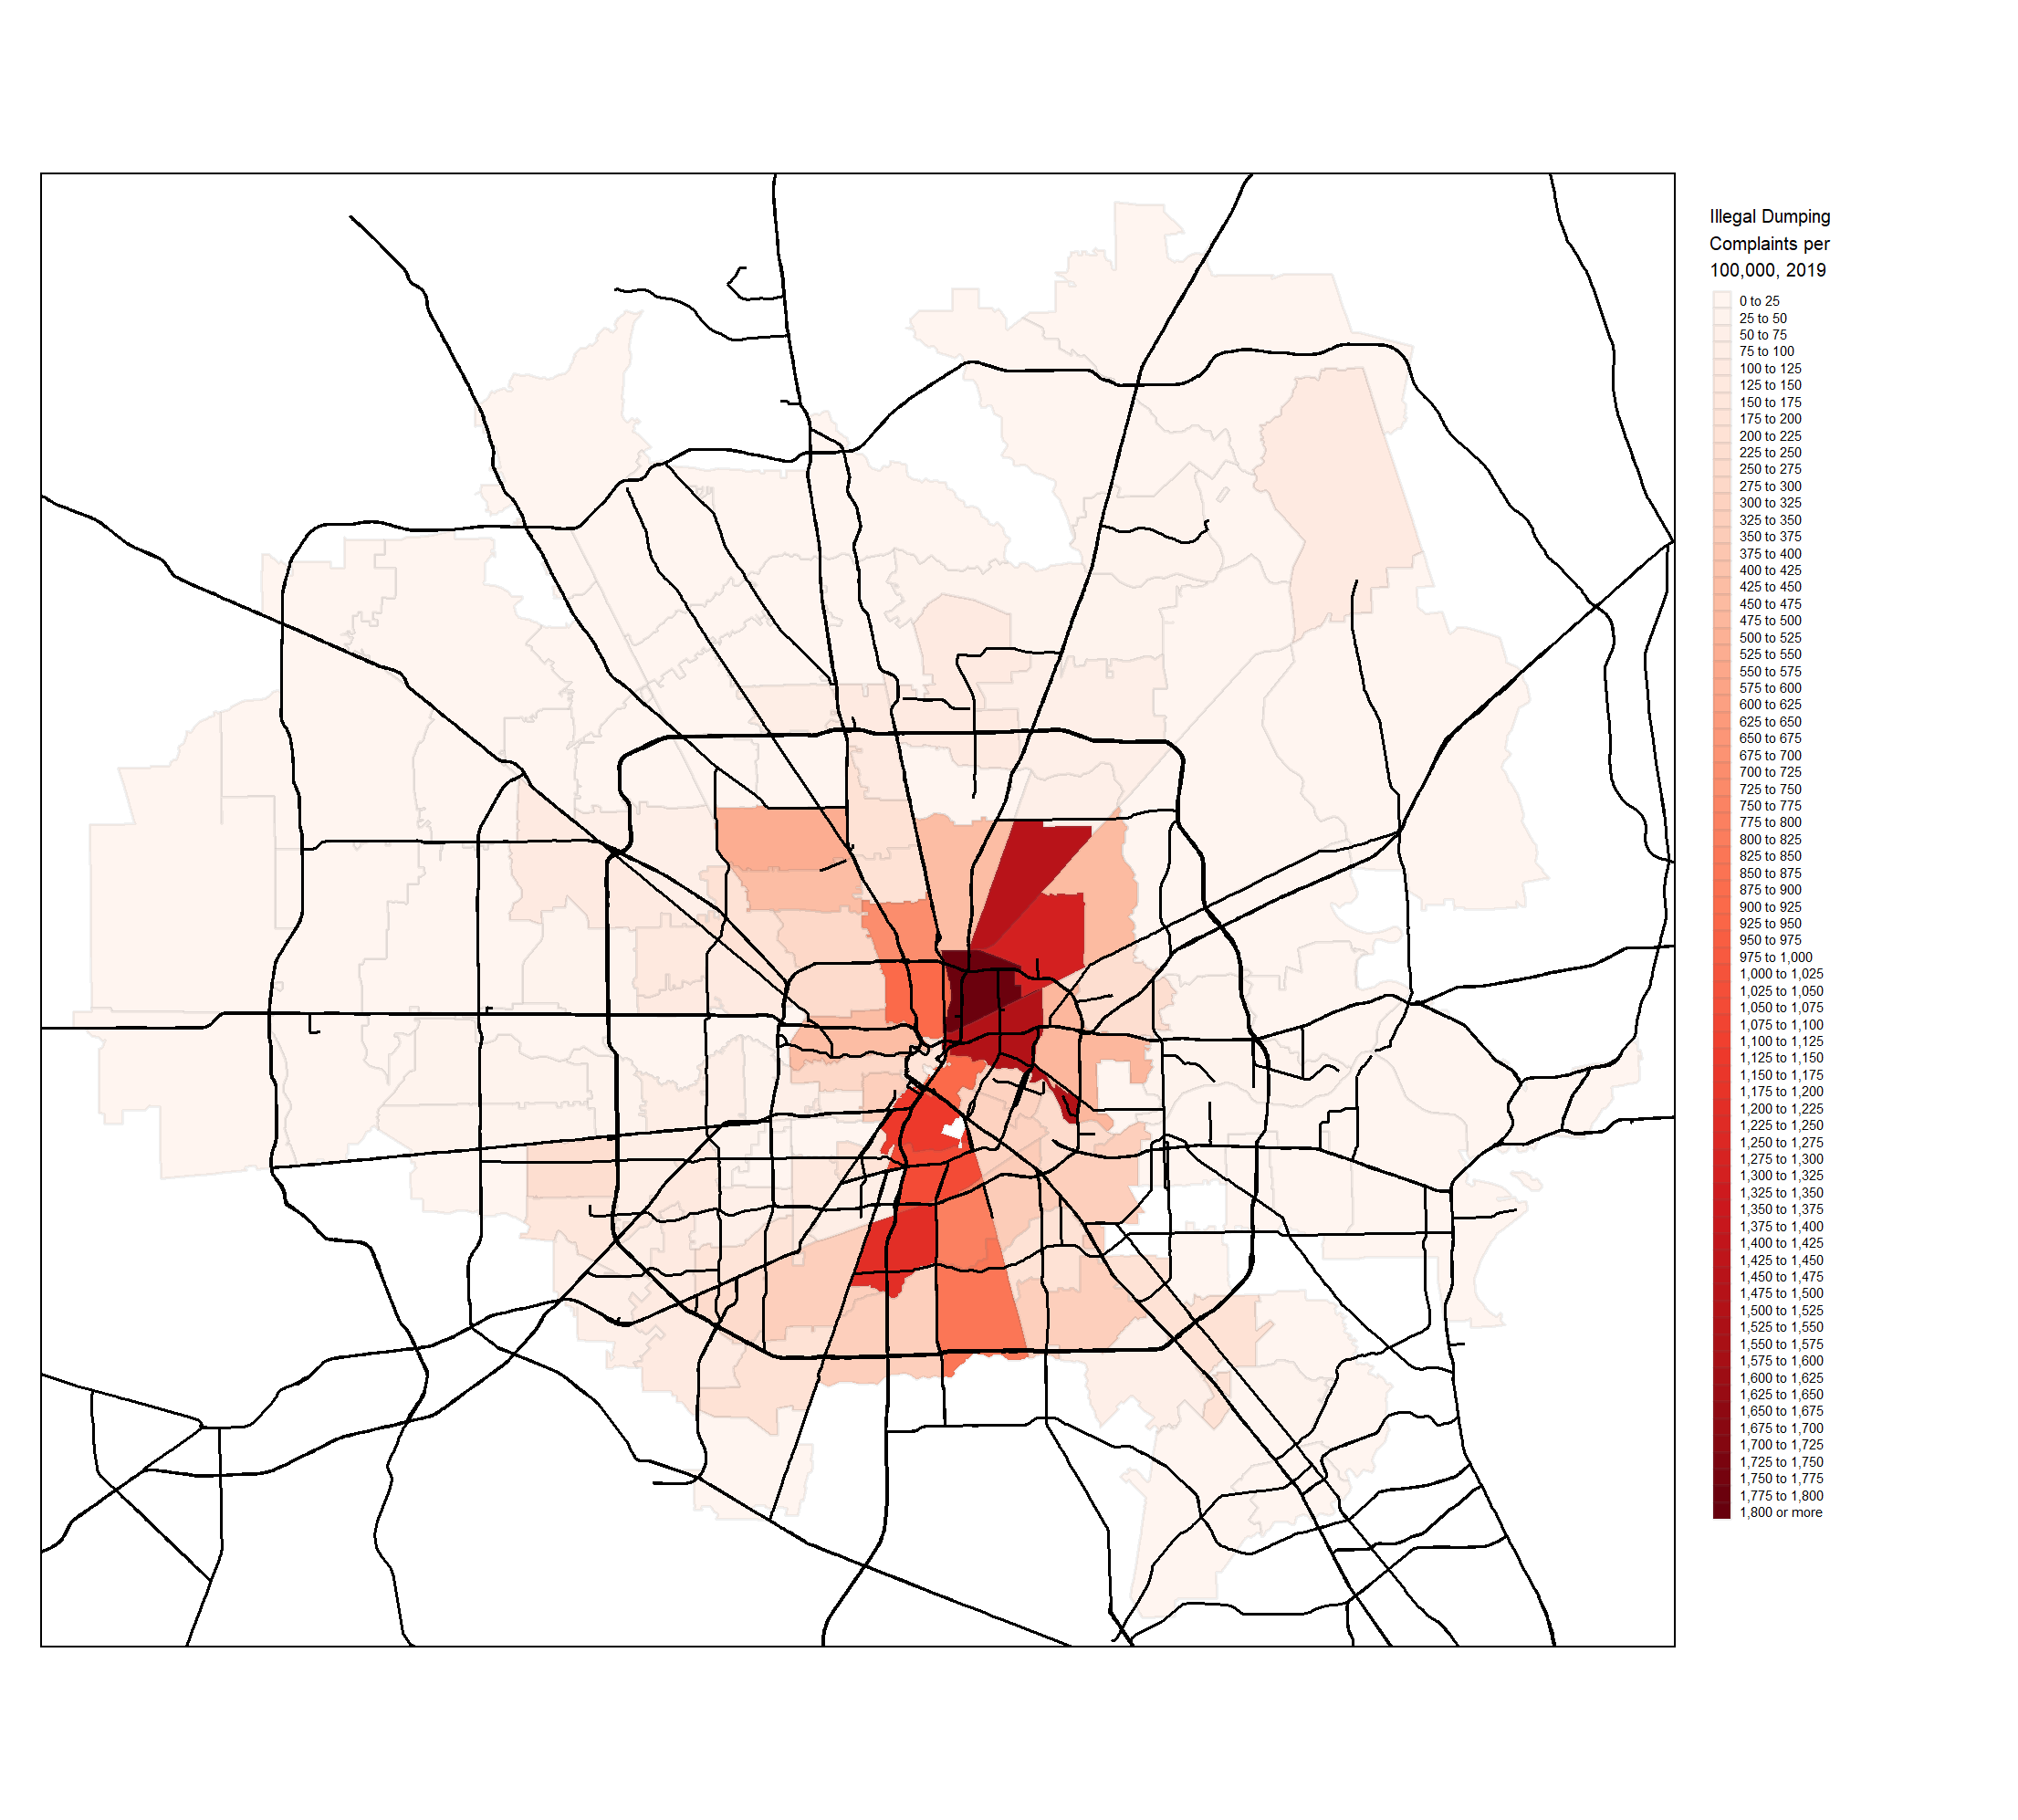 Illegal Dumping
Complaints per
100,000, 2019
0 to 25
25 to 50
50 to 75
75 to 100
100 to 125
125 to 150
150 to 175
175 to 200
200 to 225
225 to 250
250 to 275
275 to 300
300 to 325
325 to 350
350 to 375
375 to 400
400 to 425
425 to 450
450 to 475
475 to 500
500 to 525
525 to 550
550 to 575
575 to 600
600 to 625
625 to 650
650 to 675
675 to 700
700 to 725
725 to 750
750 to 775
775 to 800
800 to 825
825 to 850
850 to 875
875 to 900
900 to 925
925 to 950
950 to 975
975 to 1,000
1,000 to 1,025
1,025 to 1,050
1,050 to 1,075
1,075 to 1,100
1,100 to 1,125
1,125 to 1,150
1,150 to 1,175
1,175 to 1,200
1,200 to 1,225
1,225 to 1,250
1,250 to 1,275
1,275 to 1,300
1,300 to 1,325
1,325 to 1,350
1,350 to 1,375
1,375 to 1,400
1,400 to 1,425
1,425 to 1,450
1,450 to 1,475
1,475 to 1,500
1,500 to 1,525
1,525 to 1,550
1,550 to 1,575
1,575 to 1,600
1,600 to 1,625
1,625 to 1,650
1,650 to 1,675
1,675 to 1,700
1,700 to 1,725
1,725 to 1,750
1,750 to 1,775
1,775 to 1,800
1,800 or more